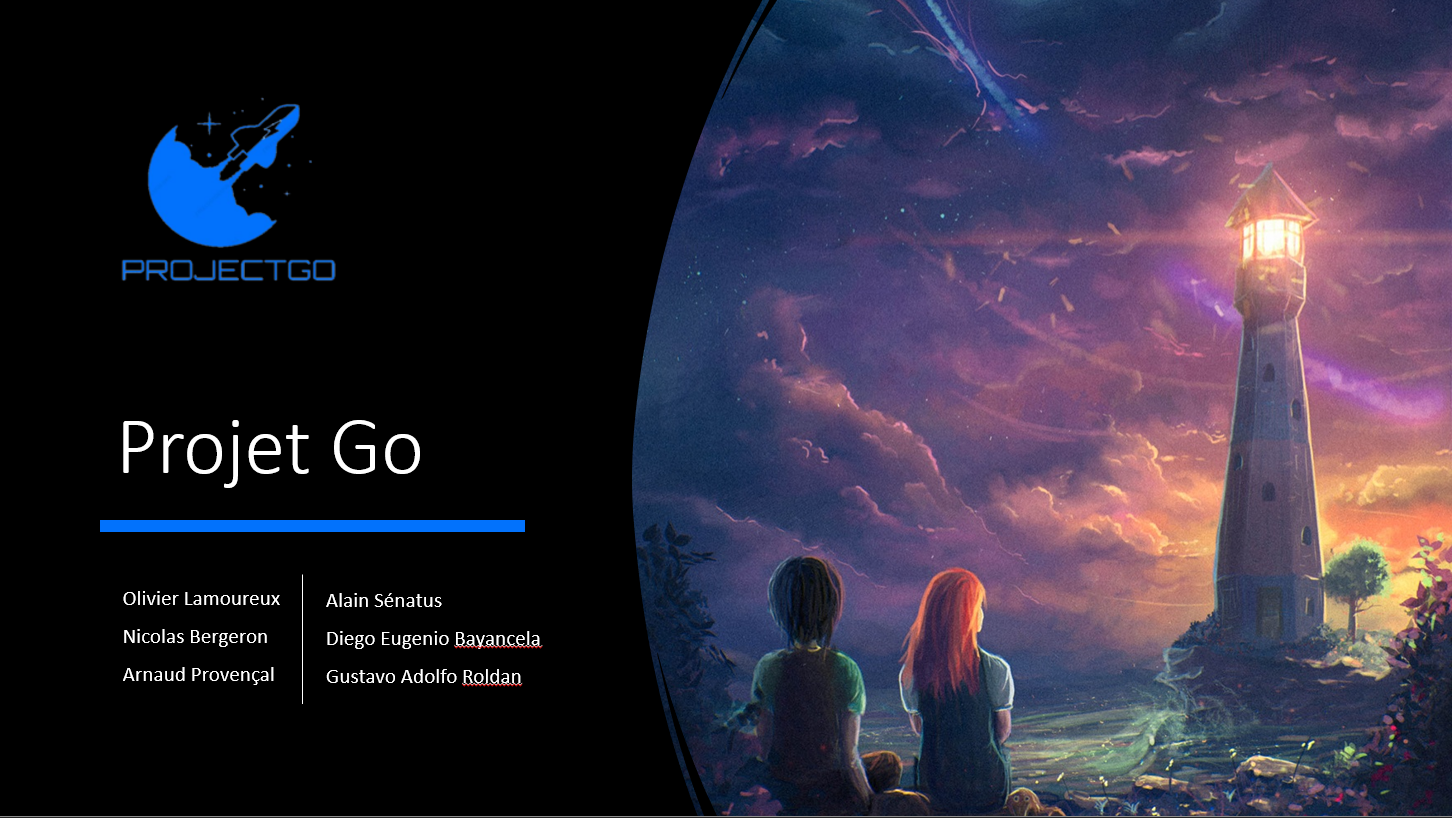 PROJECTGO
Projet Go
Olivier Lamoureux
Nicolas Bergeron
Arnaud Provençal
Alain Sénatus
Diego Eugenio Bayancela
Gustavo Adolfo Roldan